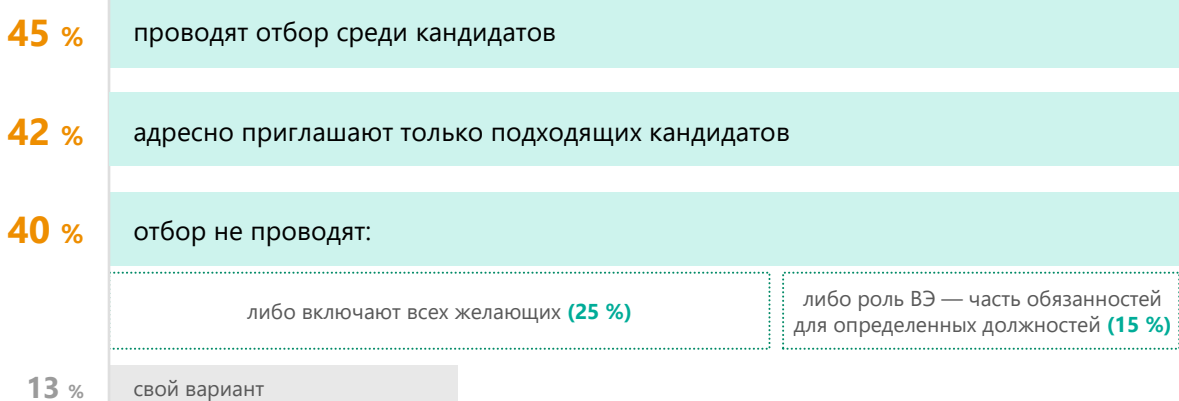 45 % проводят отбор среди кандидатов
42 % адресно приглашают только подходящих кандидатов
40 % отбор не проводят:
либо включают всех желающих (25 %)
либо роль ВЭ — часть обязанностей
для определенных должностей (15 %)
13 % свой вариант